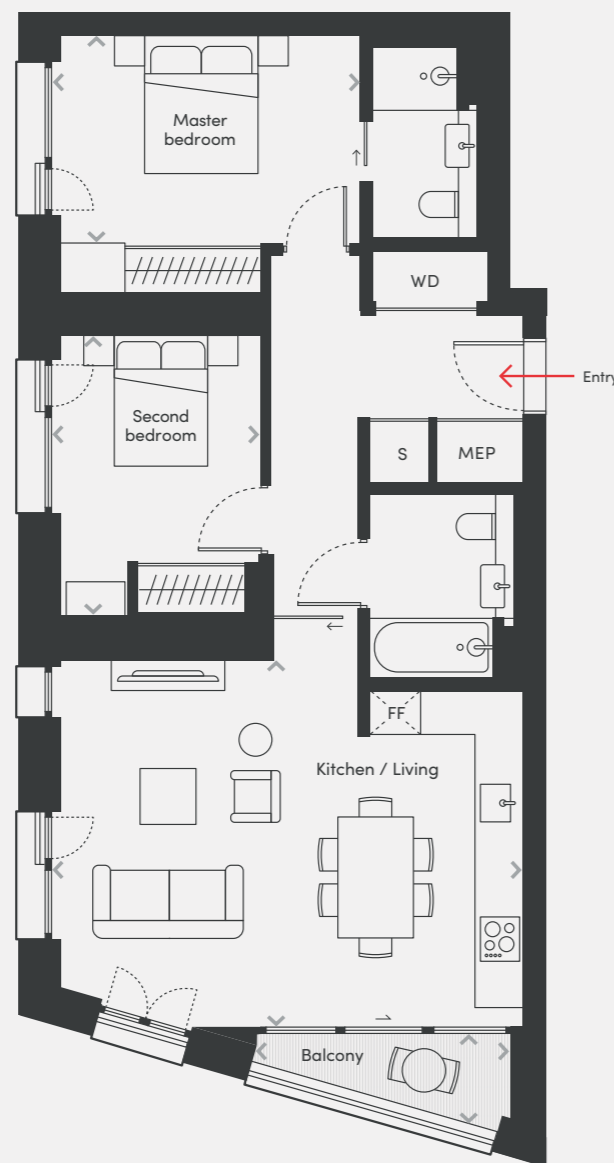 Master
bedroom
WD
Entry
Second
bedroom
S
MEP
FF
Kitchen / Living
Balcony